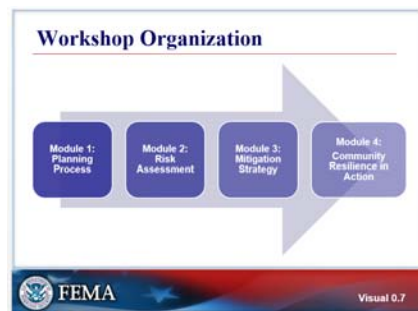 Workshop Organization
Module 1:
Planning
Process
Module 2:
Risk
Assessment
Module 3:
Mitigation
Strategy
Module 4:
Community
Resilience in
Action
FEMA
Visual 0.7